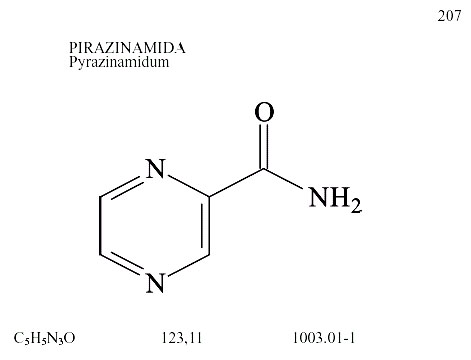 207
PIRAZINAMIDA
Pyrazinamidum
O
N
NH₂
N
C₅H₅N₃O 123,11 1003.01-1